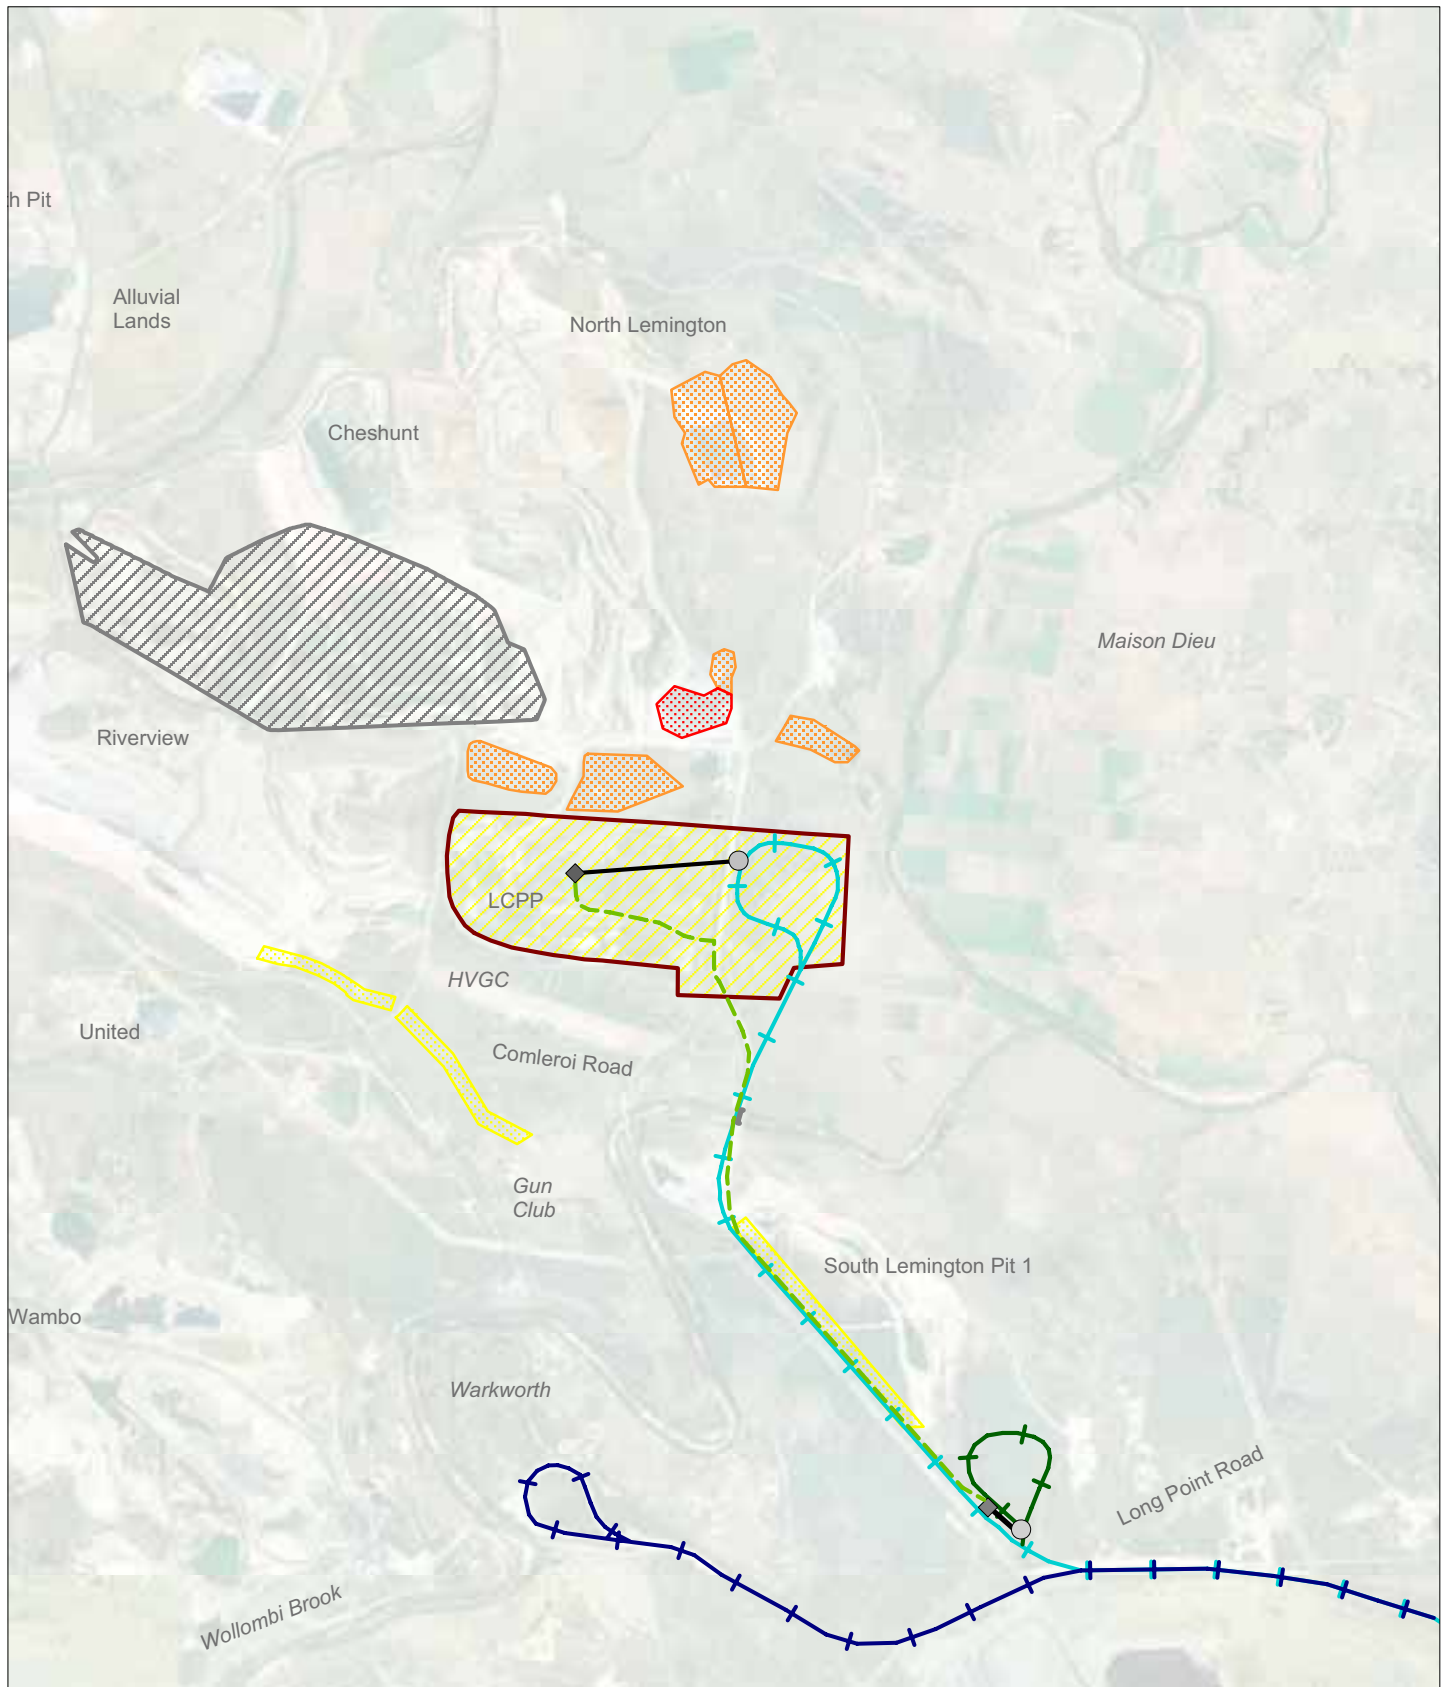 h Pit
Alluvial
Lands
North Lemington
Cheshunt
Maison Dieu
Riverview
LCPP
HVGC
United
Comleroi Road
Gun
Club
South Lemington Pit 1
Wambo
Warkworth
Long Point Road
Wollombi Brook